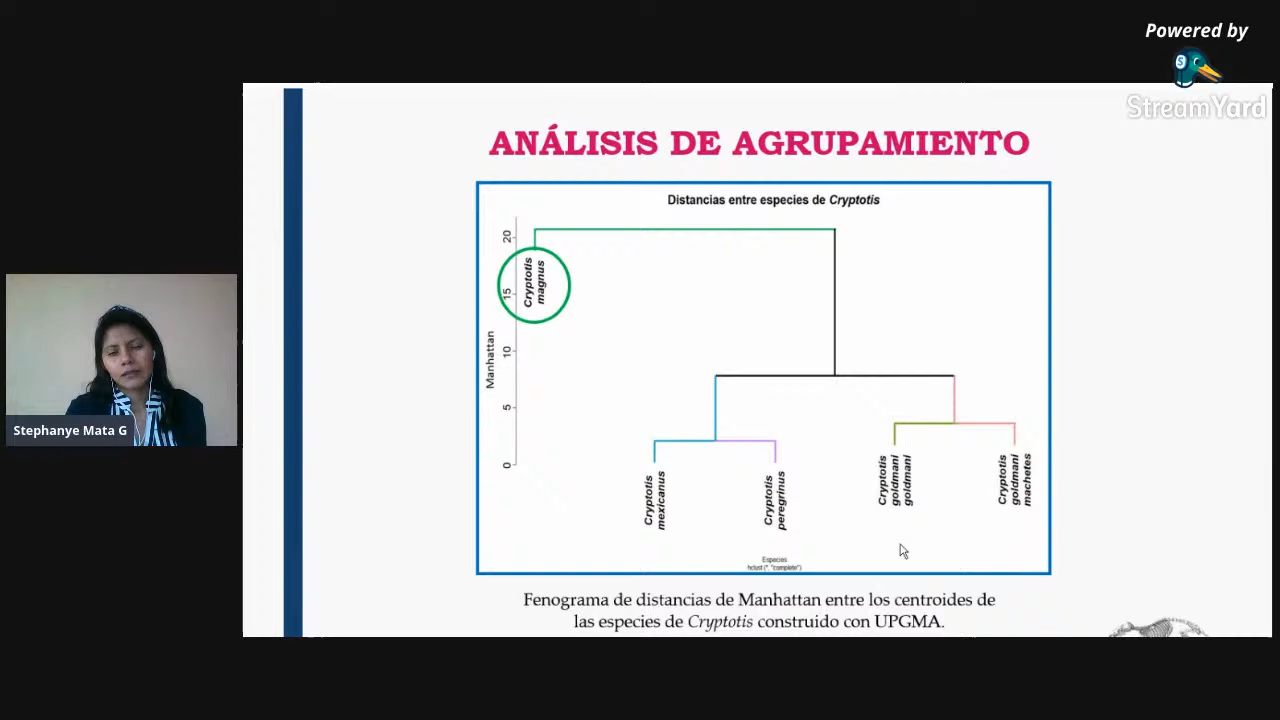 Powered by
StreamYard
ANÁLISIS DE AGRUPAMIENTO
Distancias entre especies de Cryptotis
Manhattan
20
15
10
5
0
Cryptotis
magnus
Cryptotis
mexicanus
Cryptotis
peregrinus
Cryptotis
goldmani
goldmani
Cryptotis
goldmani
machetes
Especies
hclust (*, "complete")
Fenograma de distancias de Manhattan entre los centroides de
las especies de Cryptotis construido con UPGMA.
Stephanye Mata G